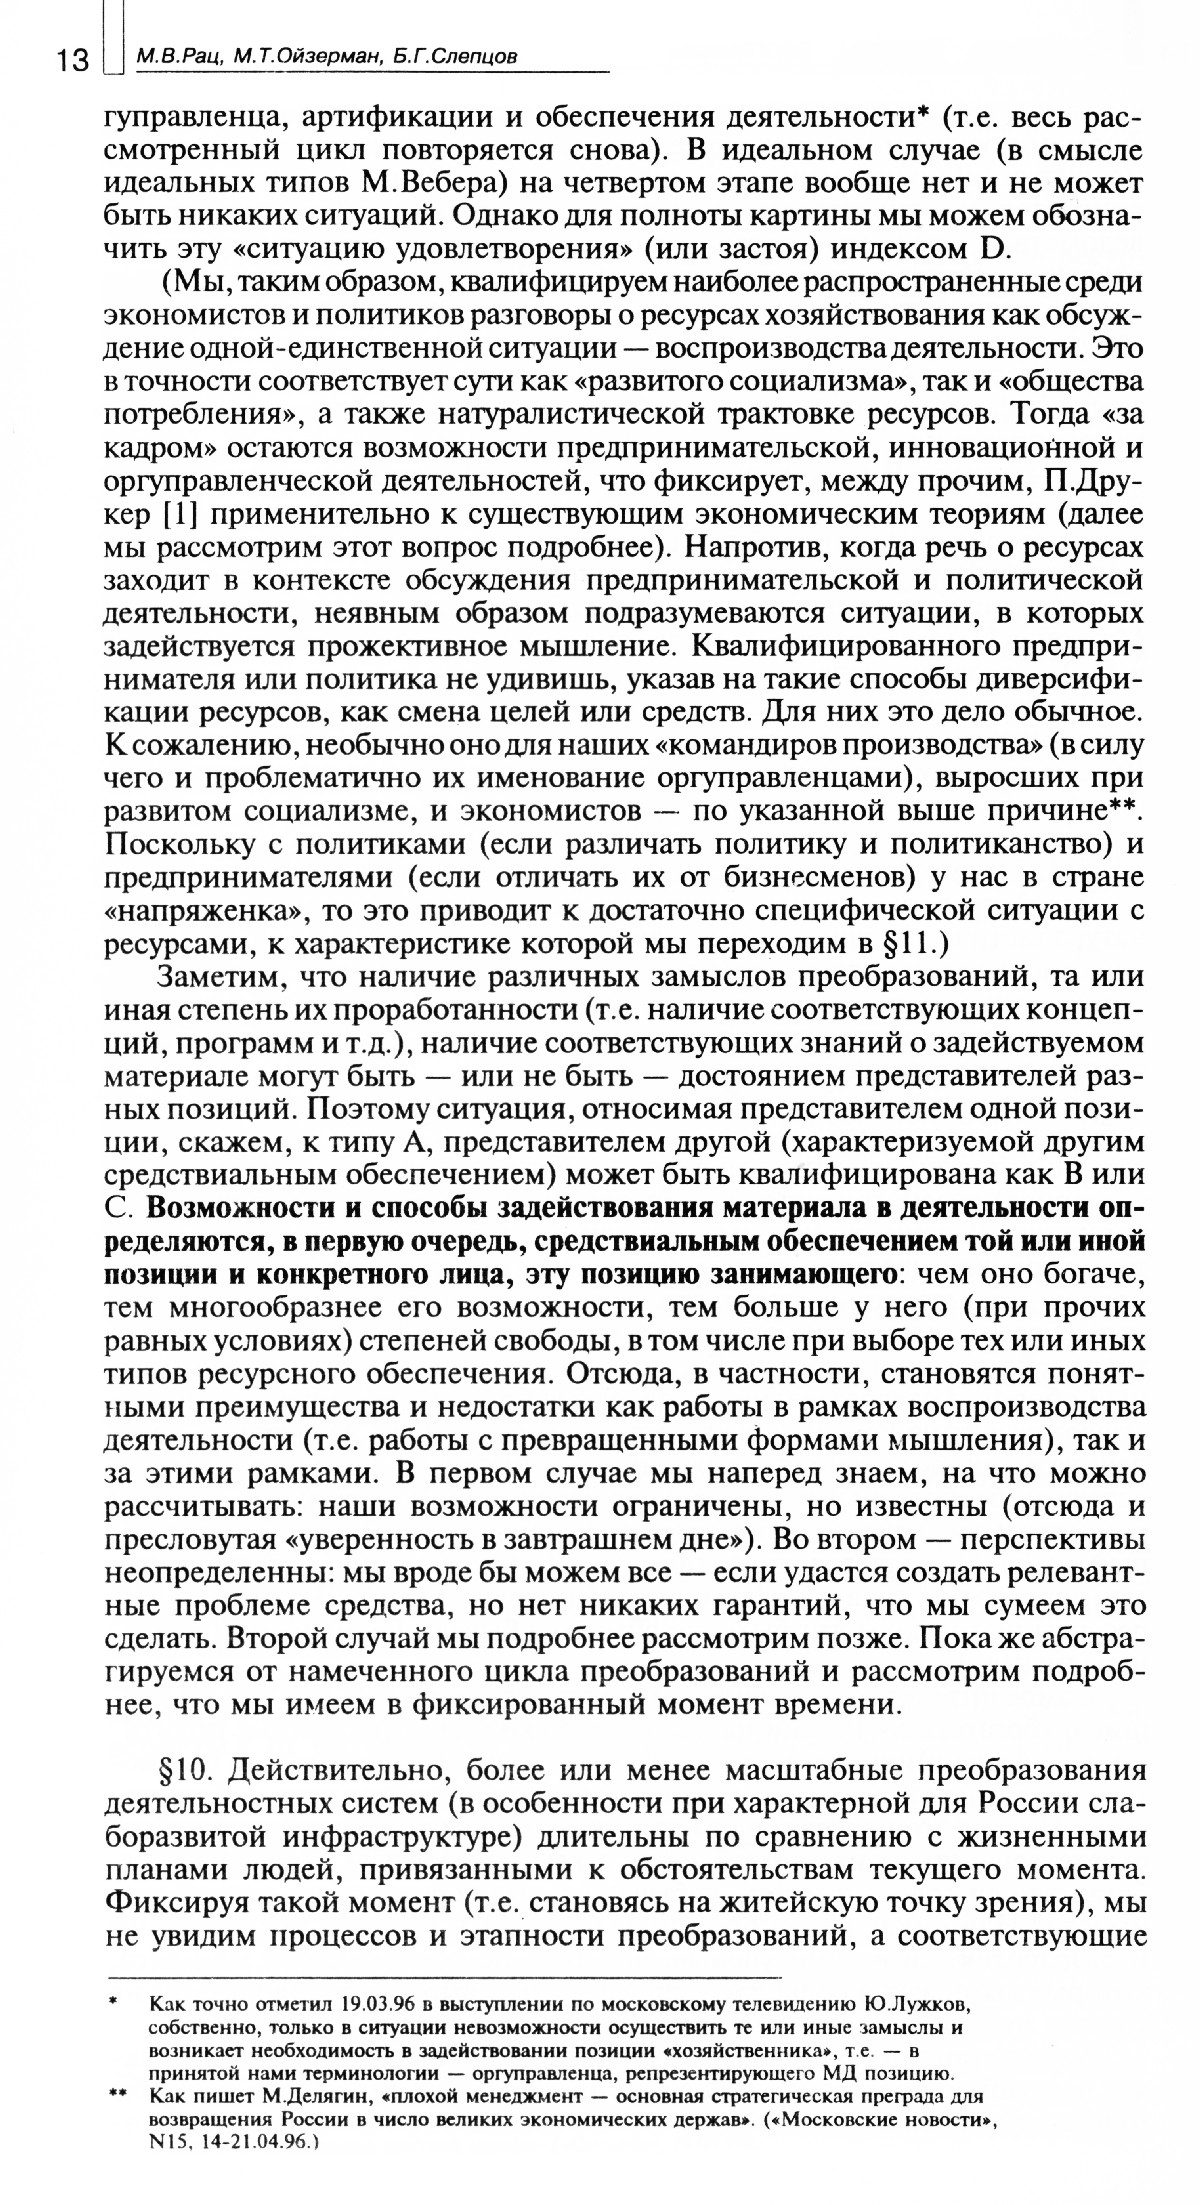 13
М.В.Рац, М.Т.Ойзерман, Б.Г.Слепцов
гуправленца, артификации и обеспечения деятельности* (т.е. весь рас-
смотренный цикл повторяется снова). В идеальном случае (в смысле
идеальных типов М.Вебера) на четвертом этапе вообще нет и не может
быть никаких ситуаций. Однако для полноты картины мы можем обозна-
чить эту «ситуацию удовлетворения» (или застоя) индексом D.
(Мы, таким образом, квалифицируем наиболее распространенные среди
экономистов и политиков разговоры о ресурсах хозяйствования как обсуж-
дение одной-единственной ситуации — воспроизводства деятельности. Это
в точности соответствует сути как «развитого социализма», так и «общества
потребления», а также натуралистической трактовке ресурсов. Тогда «за
кадром» остаются возможности предпринимательской, инновационной и
оргуправленческой деятельностей, что фиксирует, между прочим, П.Дру-
кер [1] применительно к существующим экономическим теориям (далее
мы рассмотрим этот вопрос подробнее). Напротив, когда речь о ресурсах
заходит в контексте обсуждения предпринимательской и политической
деятельности, неявным образом подразумеваются ситуации, в которых
задействуется прожективное мышление. Квалифицированного предпри-
нимателя или политика не удивишь, указав на такие способы диверсифи-
кации ресурсов, как смена целей или средств. Для них это дело обычное.
К сожалению, необычно оно для наших «командиров производства» (в силу
чего и проблематично их именование оргуправленцами), выросших при
развитом социализме, и экономистов — по указанной выше причине**.
Поскольку с политиками (если различать политику и политиканство) и
предпринимателями (если отличать их от бизнесменов) у нас в стране
«напряженка», то это приводит к достаточно специфической ситуации с
ресурсами, к характеристике которой мы переходим в §11.)
Заметим, что наличие различных замыслов преобразований, та или
иная степень их проработанности (т.е. наличие соответствующих концеп-
ций, программ и т.д.), наличие соответствующих знаний о задействуемом
материале могут быть — или не быть — достоянием представителей раз-
ных позиций. Поэтому ситуация, относимая представителем одной пози-
ции, скажем, к типу А, представителем другой (характеризуемой другим
средствиальным обеспечением) может быть квалифицирована как В или
С. Возможности и способы задействования материала в деятельности оп-
ределяются, в первую очередь, средствиальным обеспечением той или иной
позиции и конкретного лица, эту позицию занимающего: чем оно богаче,
тем многообразнее его возможности, тем больше у него (при прочих
равных условиях) степеней свободы, в том числе при выборе тех или иных
типов ресурсного обеспечения. Отсюда, в частности, становятся понят-
ными преимущества и недостатки как работы в рамках воспроизводства
деятельности (т.е. работы с превращенными формами мышления), так и
за этими рамками. В первом случае мы наперед знаем, на что можно
рассчитывать: наши возможности ограничены, но известны (отсюда и
пресловутая «уверенность в завтрашнем дне»). Во втором — перспективы
неопределенны: мы вроде бы можем все — если удастся создать релевант-
ные проблеме средства, но нет никаких гарантий, что мы сумеем это
сделать. Второй случай мы подробнее рассмотрим позже. Пока же абстра-
гируемся от намеченного цикла преобразований и рассмотрим подроб-
нее, что мы имеем в фиксированный момент времени.
§10. Действительно, более или менее масштабные преобразования
деятельностных систем (в особенности при характерной для России сла-
боразвитой инфраструктуре) длительны по сравнению с жизненными
планами людей, привязанными к обстоятельствам текущего момента.
Фиксируя такой момент (т.е. становясь на житейскую точку зрения), мы
не увидим процессов и этапности преобразований, а соответствующие
* Как точно отметил 19.03.96 в выступлении по московскому телевидению Ю.Лужков,
собственно, только в ситуации невозможности осуществить те или иные замыслы и
возникает необходимость в задействовании позиции «хозяйственника», т.е. — в
принятой нами терминологии — оргуправленца, репрезентирующего МД позицию.
** Как пишет М.Делягин, «плохой менеджмент — основная стратегическая преграда для
возвращения России в число великих экономических держав». («Московские новости»,
N15, 14-21.04.96.)